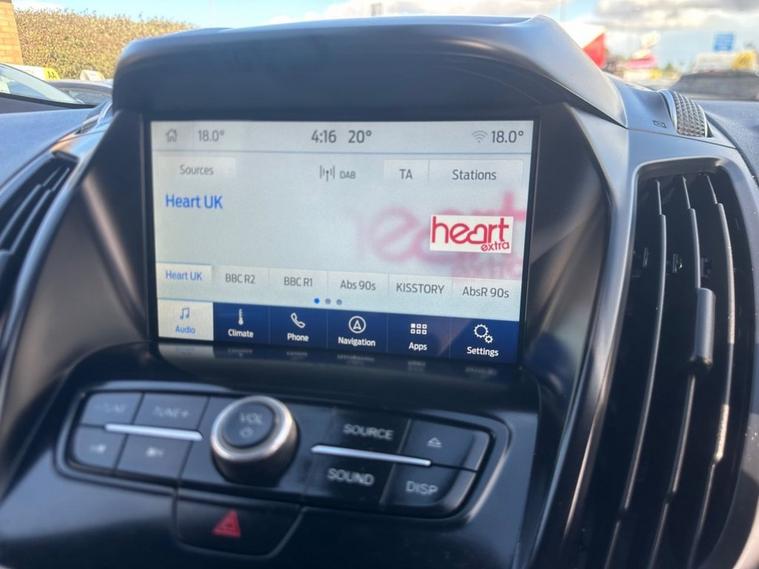 18.0° 4:16 20° 18.0°
Sources DAB TA Stations
Heart UK
heart
extra
Heart UK BBC R2 BBC R1 Abs 90s KISSTORY AbsR 90s
Audio Climate Phone Navigation Apps Settings
TUNE+ VOL SOURCE
SOUND DISP